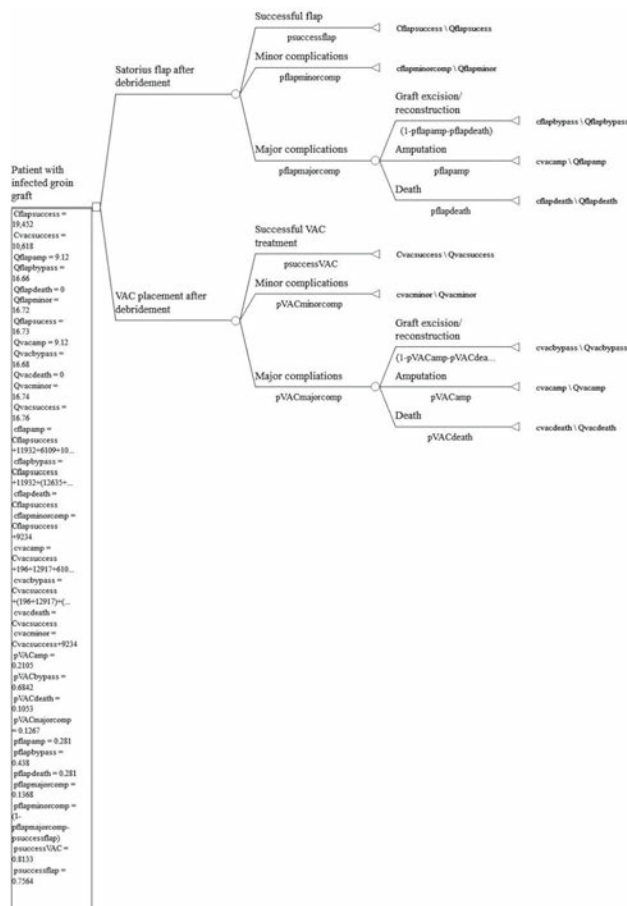 Successful flap
psuccessflap
Cflapsuccess \ Qflapsucess
Minor complications
pflapminorcomp
cflapminorcomp \ Qflapminor
Satorius flap after
debridement
Graft excision/
reconstruction
(1-pflapamp-pflapdeath)
cflapbypass \ Qflapbypass
Major complications
pflapmajorcomp
Amputation
pflapamp
cvacamp \ Qflapamp
Death
pflapdeath
cflapdeath \ Qflapdeath
Patient with
infected groin
graft
Successful VAC
treatment
psuccessVAC
Cvacsuccess \ Qvacsuccess
VAC placement after
debridement
Minor complications
pVACminorcomp
cvacminor \ Qvacminor
Graft excision/
reconstruction
(1-pVACamp-pVACdea...
cvacbypass \ Qvacbypass
Major compliations
pVACmajorcomp
Amputation
pVACamp
cvacamp \ Qvacamp
Death
pVACdeath
cvacdeath \ Qvacdeath
Cflapsuccess =
19,452
Cvacsuccess =
10,618
Qflapamp = 9.12
Qflapbypass =
16.66
Qflapdeath = 0
Qflapminor =
16.72
Qflapsucess =
16.73
Qvacamp = 9.12
Qvacbypass =
16.68
Qvacdeath = 0
Qvacminor =
16.74
Qvacsuccess =
16.76
cflapamp =
Cflapsuccess
+11932+6109+10...
cflapbypass =
Cflapsuccess
+11932+(12635+...
cflapdeath =
Cflapsuccess
cflapminorcomp =
Cflapsuccess
+9234
cvacamp =
Cvacsuccess
+196+12917+610...
cvacbypass =
Cvacsuccess
+(196+12917)+(...
cvacdeath =
Cvacsuccess
cvacminor =
Cvacsuccess+9234
pVACamp =
0.2105
pVACbypass =
0.6842
pVACdeath =
0.1053
pVACmajorcomp
= 0.1267
pflapamp = 0.281
pflapbypass =
0.438
pflapdeath = 0.281
pflapmajorcomp =
0.1368
pflapminorcomp =
(1-
pflapmajorcomp-
psuccessflap)
psuccessVAC =
0.8133
psuccessflap =
0.7564